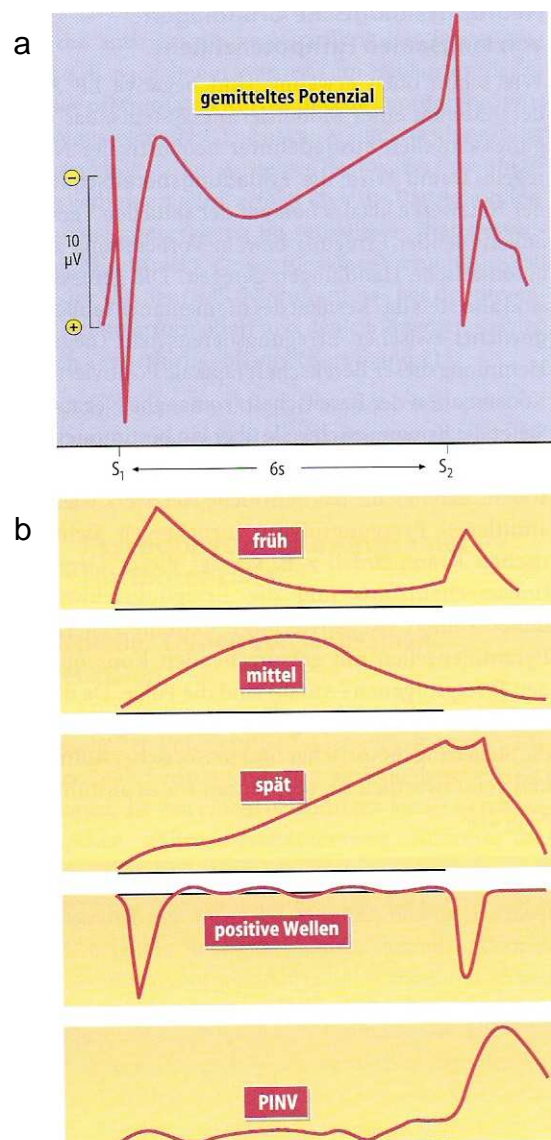 a
gemitteltes Potenzial
−
10
µV
+
S1
6s
S2
b
früh
mittel
spät
positive Wellen
PINV